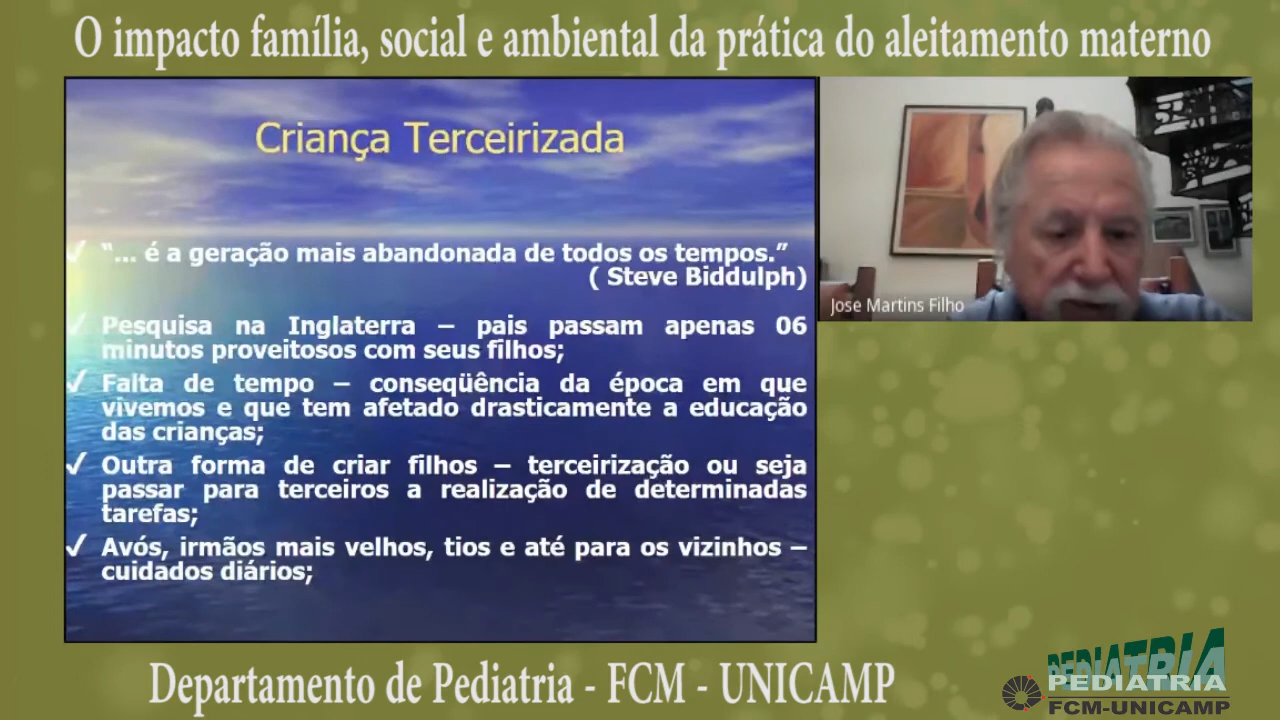 O impacto família, social e ambiental da prática do aleitamento materno
Criança Terceirizada
✓ “... é a geração mais abandonada de todos os tempos.”
( Steve Biddulph)
✓ Pesquisa na Inglaterra – pais passam apenas 06
minutos proveitosos com seus filhos;
✓ Falta de tempo – conseqüência da época em que
vivemos e que tem afetado drasticamente a educação
das crianças;
✓ Outra forma de criar filhos – terceirização ou seja
passar para terceiros a realização de determinadas
tarefas;
✓ Avós, irmãos mais velhos, tios e até para os vizinhos –
cuidados diários;
Jose Martins Filho
Departamento de Pediatria - FCM - UNICAMP
PEDIATRIA
PEDIATRIA
FCM-UNICAMP